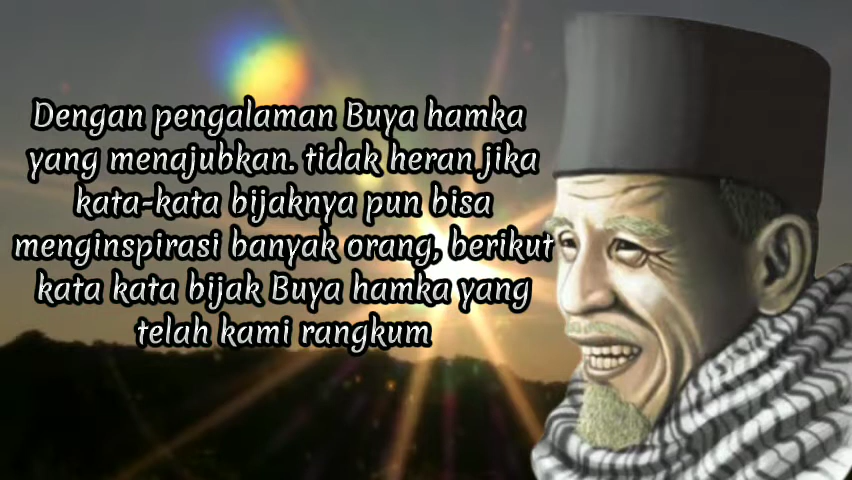 Dengan pengalaman Buya hamka
yang menajubkan. tidak heran jika
kata-kata bijaknya pun bisa
menginspirasi banyak orang, berikut
kata kata bijak Buya hamka yang
telah kami rangkum